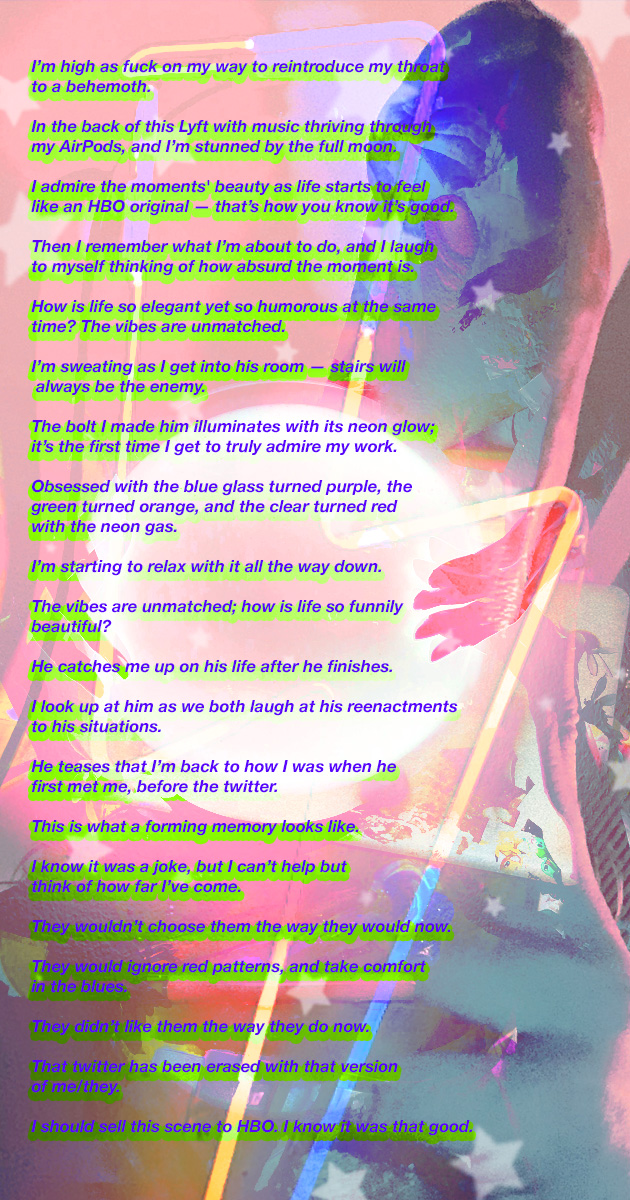 I’m high as fuck on my way to reintroduce my throat
to a behemoth.
In the back of this Lyft with music thriving through
my AirPods, and I’m stunned by the full moon.
I admire the moments' beauty as life starts to feel
like an HBO original — that’s how you know it’s good.
Then I remember what I’m about to do, and I laugh
to myself thinking of how absurd the moment is.
How is life so elegant yet so humorous at the same
time? The vibes are unmatched.
I’m sweating as I get into his room — stairs will
always be the enemy.
The bolt I made him illuminates with its neon glow;
it’s the first time I get to truly admire my work.
Obsessed with the blue glass turned purple, the
green turned orange, and the clear turned red
with the neon gas.
I’m starting to relax with it all the way down.
The vibes are unmatched; how is life so funnily
beautiful?
He catches me up on his life after he finishes.
I look up at him as we both laugh at his reenactments
to his situations.
He teases that I’m back to how I was when he
first met me, before the twitter.
This is what a forming memory looks like.
I know it was a joke, but I can’t help but
think of how far I’ve come.
They wouldn’t choose them the way they would now.
They would ignore red patterns, and take comfort
in the blues.
They didn’t like them the way they do now.
That twitter has been erased with that version
of me/they.
I should sell this scene to HBO. I know it was that good.